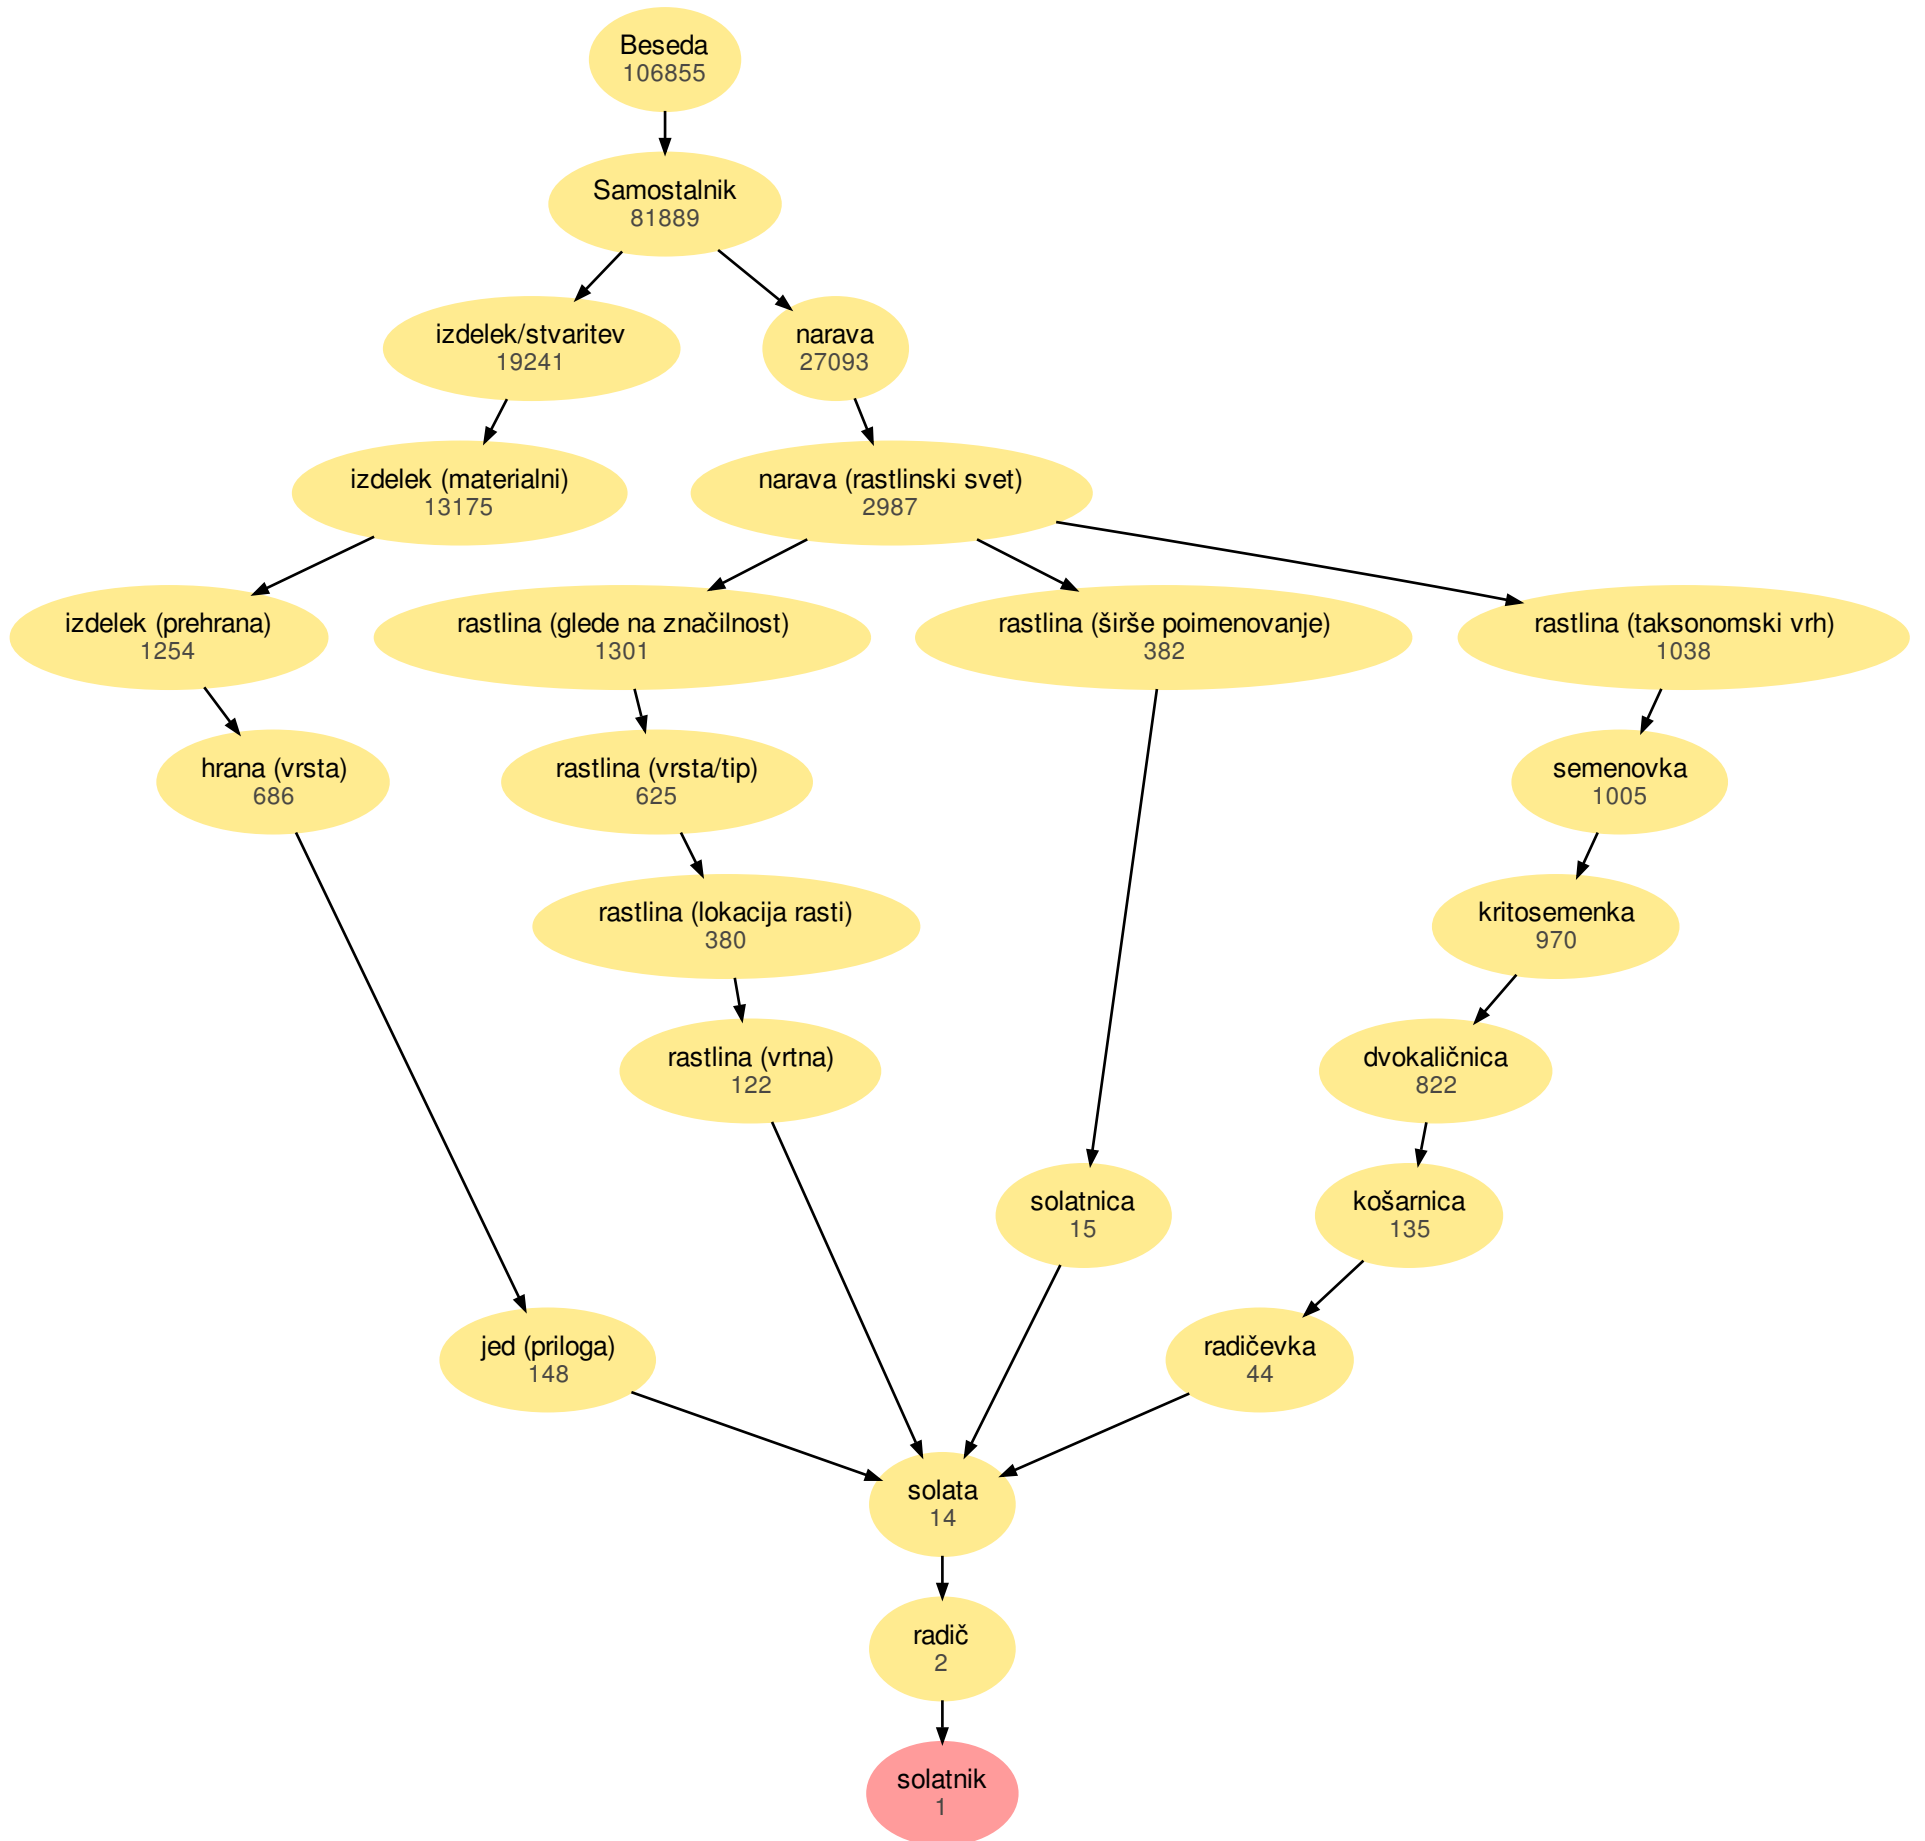 Beseda
106855
Samostalnik
81889
izdelek/stvaritev
19241
narava
27093
izdelek (materialni)
13175
narava (rastlinski svet)
2987
izdelek (prehrana)
1254
rastlina (glede na značilnost)
1301
rastlina (širše poimenovanje)
382
rastlina (taksonomski vrh)
1038
hrana (vrsta)
686
rastlina (vrsta/tip)
625
semenovka
1005
rastlina (lokacija rasti)
380
kritosemenka
970
rastlina (vrtna)
122
dvokaličnica
822
solatnica
15
košarnica
135
jed (priloga)
148
radičevka
44
solata
14
radič
2
solatnik
1